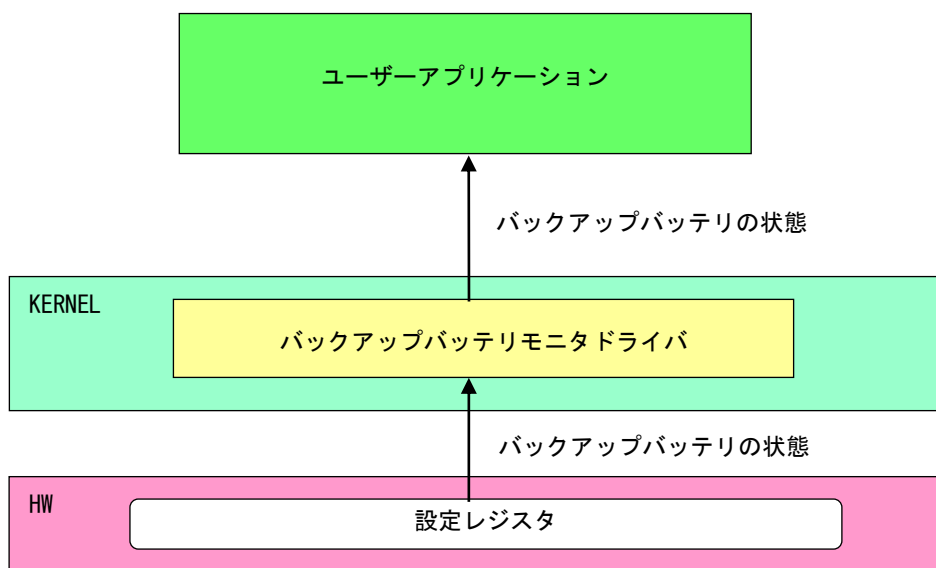 ユーザーアプリケーション
バックアップバッテリの状態
KERNEL
バックアップバッテリモニタドライバ
バックアップバッテリの状態
HW
設定レジスタ